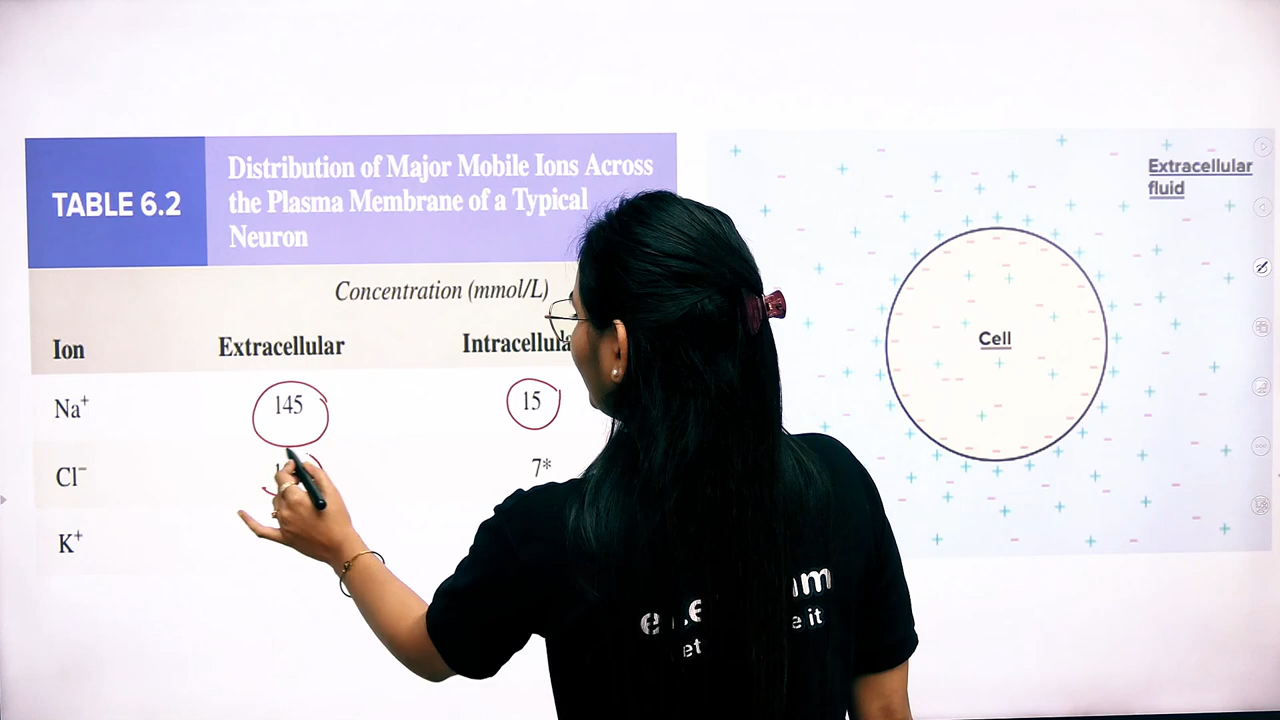 TABLE 6.2
Distribution of Major Mobile Ions Across
the Plasma Membrane of a Typical
Neuron
Concentration (mmol/L)
Ion Extracellular
Na⁺ 145 15
Cl⁻ 7*
K⁺
Extracellular
fluid
Cell